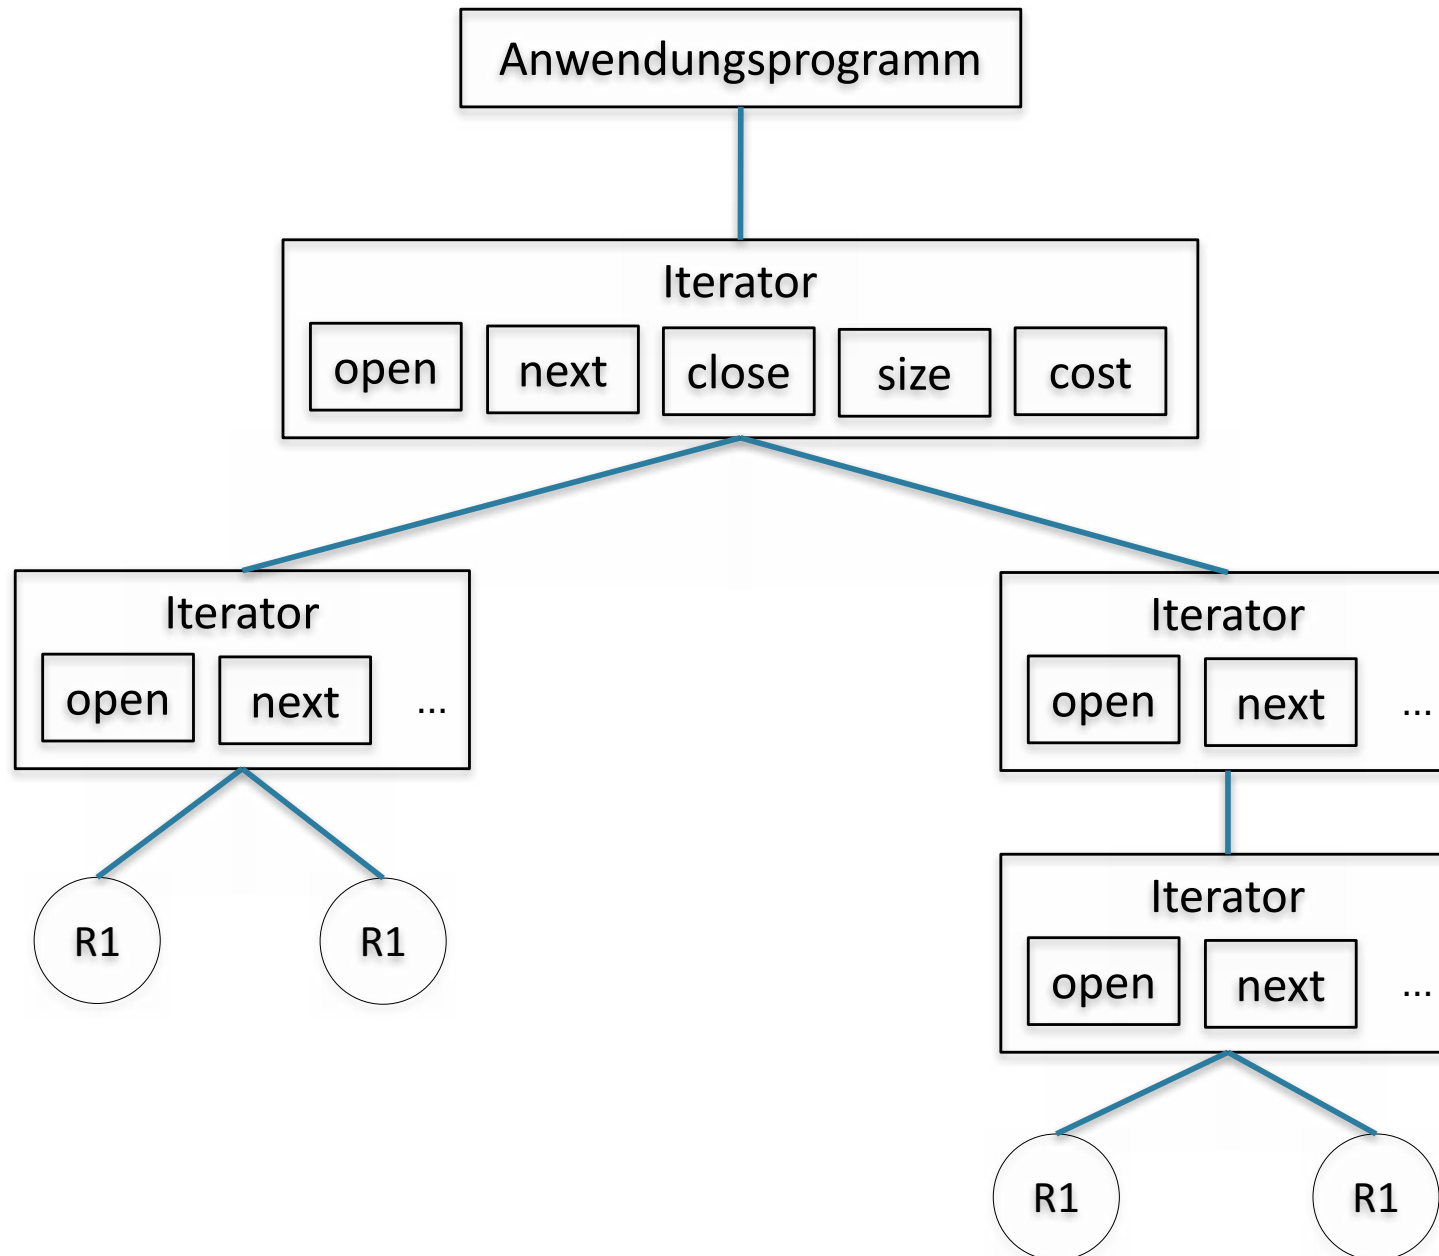 Anwendungsprogramm
Iterator
open next close size cost
Iterator
open next ...
Iterator
open next ...
R1 R1
Iterator
open next ...
R1 R1